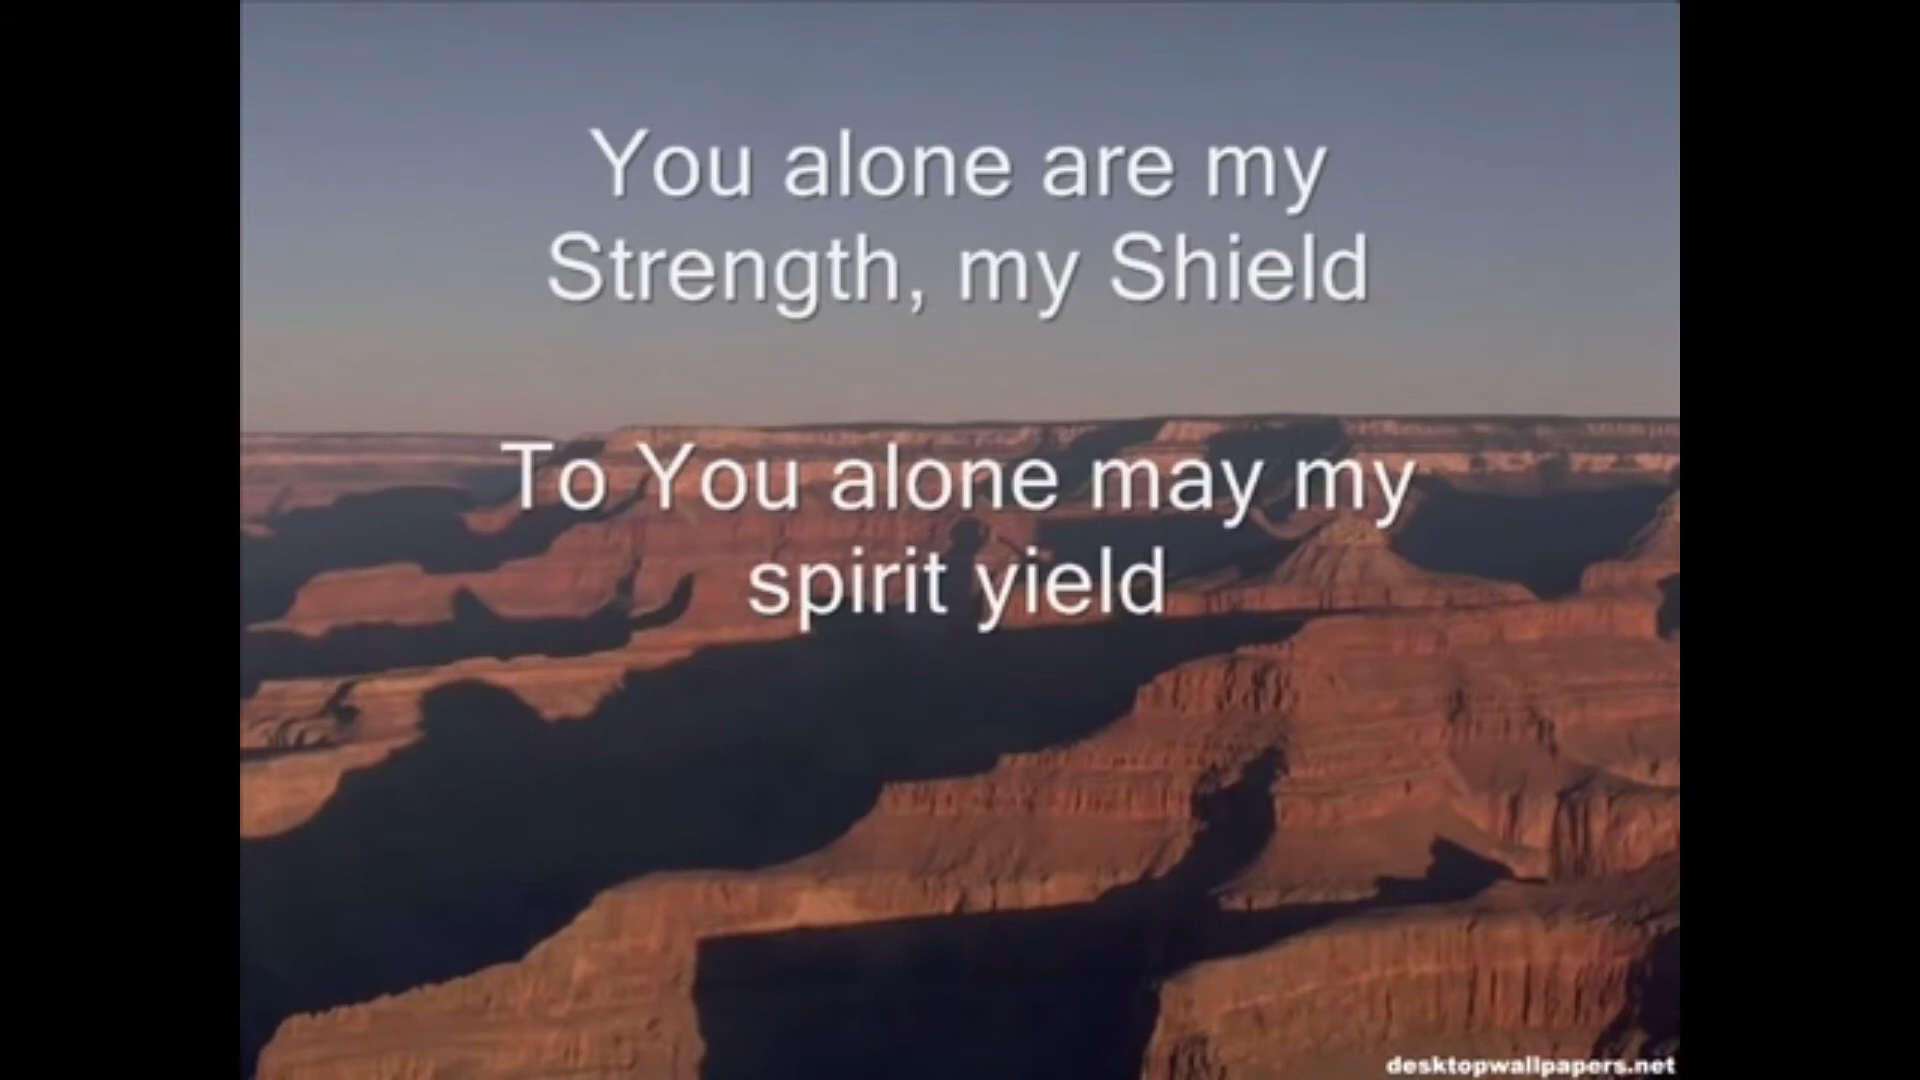 You alone are my
Strength, my Shield
To You alone may my
spirit yield
desktopwallpapers.net